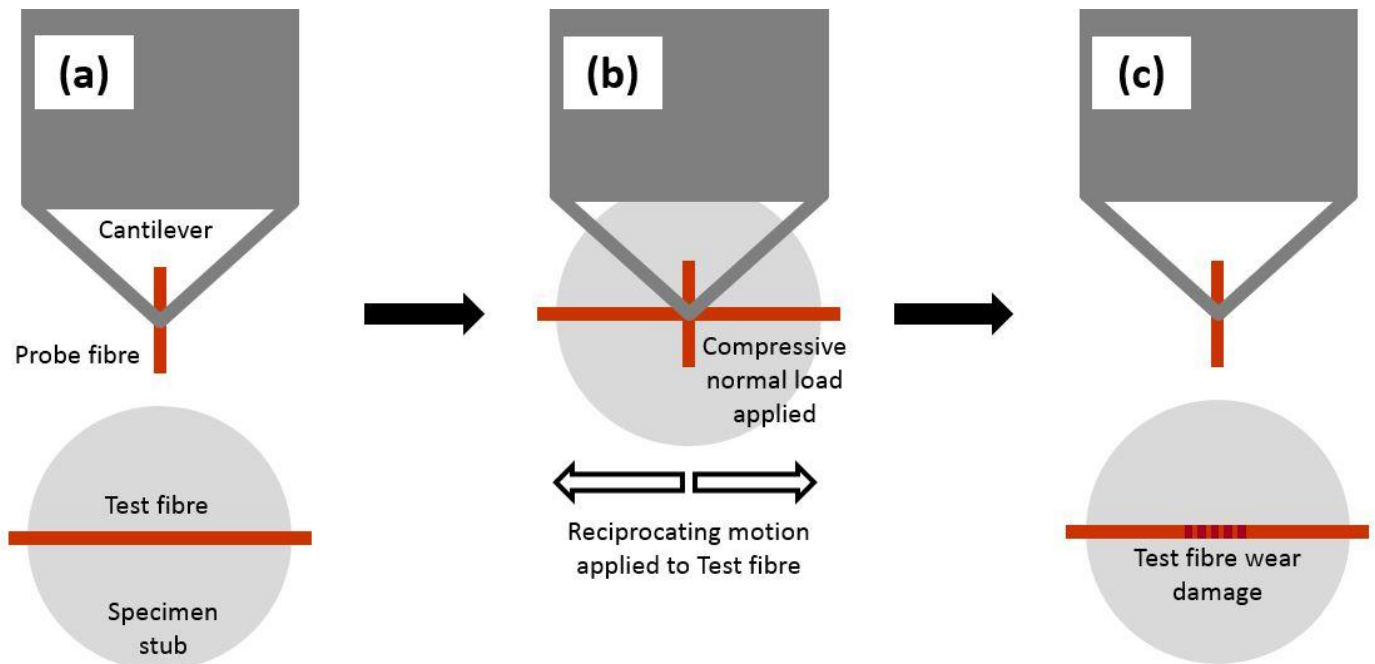 (a)
Cantilever
Probe fibre
Test fibre
Specimen
stub
(b)
Compressive
normal load
applied
Reciprocating motion
applied to Test fibre
(c)
Test fibre wear
damage